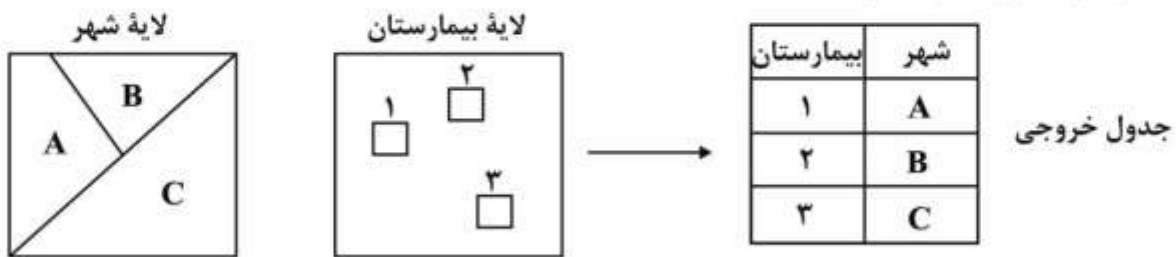 لایهٔ شهر
A
B
C
لایهٔ بیمارستان
۱
۲
۳
بیمارستان شهر
۱ A
۲ B
۳ C
جدول خروجی